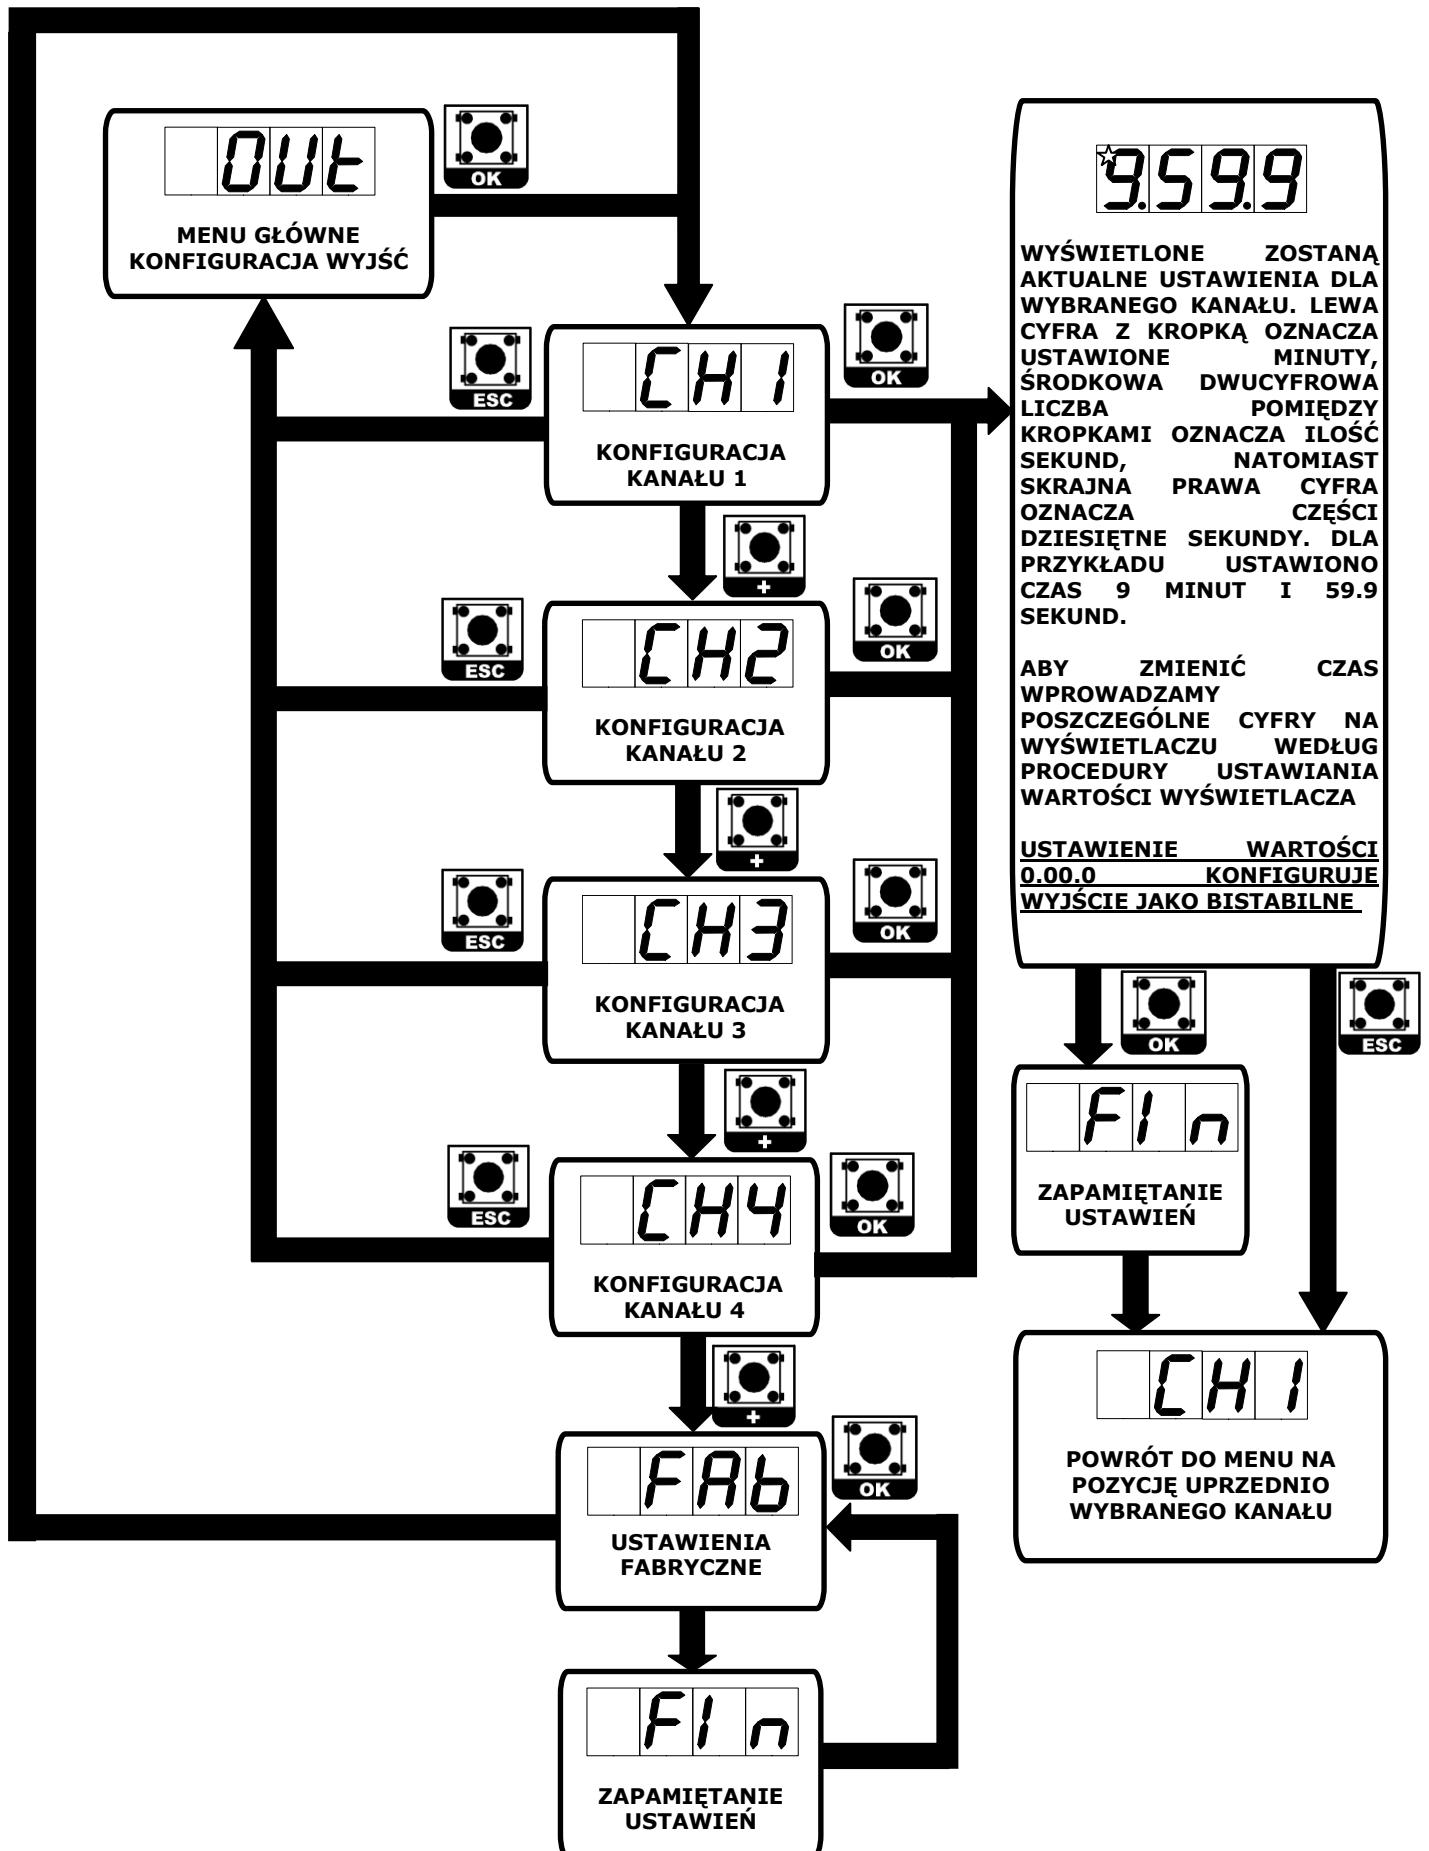 OUt
OK
MENU GŁÓWNE
KONFIGURACJA WYJŚĆ
ESC
CH1
OK
KONFIGURACJA
KANAŁU 1
+
ESC
CH2
OK
KONFIGURACJA
KANAŁU 2
+
ESC
CH3
OK
KONFIGURACJA
KANAŁU 3
+
ESC
CH4
OK
KONFIGURACJA
KANAŁU 4
+
FAb
OK
USTAWIENIA
FABRYCZNE
FIn
ZAPAMIĘTANIE
USTAWIEŃ
9.59.9
WYŚWIETLONE ZOSTANĄ
AKTUALNE USTAWIENIA DLA
WYBRANEGO KANAŁU. LEWA
CYFRA Z KROPKĄ OZNACZA
USTAWIONE MINUTY,
ŚRODKOWA DWUCYFROWA
LICZBA POMIĘDZY
KROPKAMI OZNACZA ILOŚĆ
SEKUND, NATOMIAST
SKRAJNA PRAWA CYFRA
OZNACZA CZĘŚCI
DZIESIĘTNE SEKUNDY. DLA
PRZYKŁADU USTAWIONO
CZAS 9 MINUT I 59.9
SEKUND.
ABY ZMIENIĆ CZAS
WPROWADZAMY
POSZCZEGÓLNE CYFRY NA
WYŚWIETLACZU WEDŁUG
PROCEDURY USTAWIANIA
WARTOŚCI WYŚWIETLACZA
USTAWIENIE WARTOŚCI
0.00.0 KONFIGURUJE
WYJŚCIE JAKO BISTABILNE
OK
ESC
FIn
ZAPAMIĘTANIE
USTAWIEŃ
CH1
POWRÓT DO MENU NA
POZYCJĘ UPRZEDNIO
WYBRANEGO KANAŁU